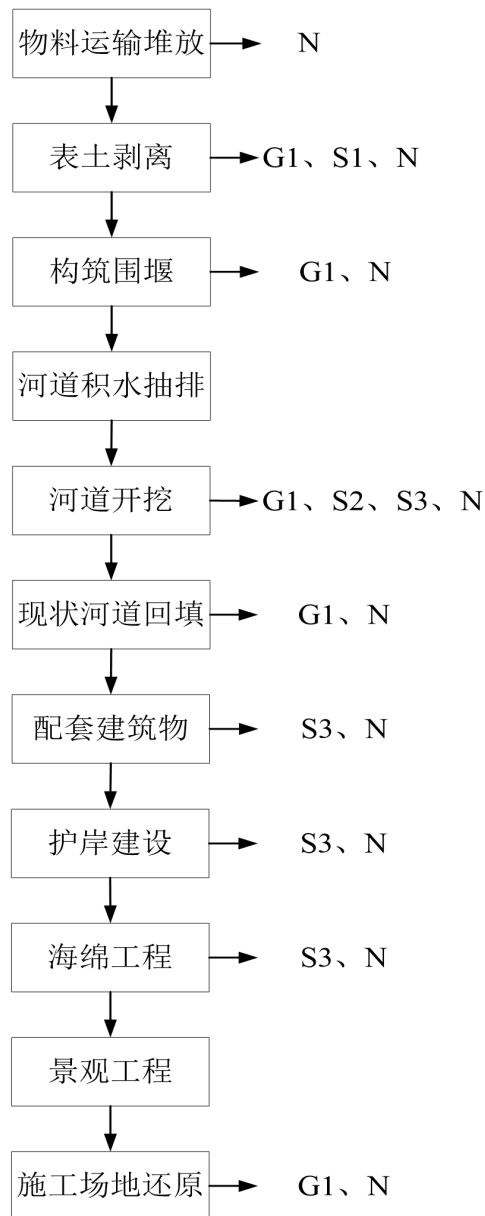 物料运输堆放 N
表土剥离 G1、S1、N
构筑围堰 G1、N
河道积水抽排
河道开挖 G1、S2、S3、N
现状河道回填 G1、N
配套建筑物 S3、N
护岸建设 S3、N
海绵工程 S3、N
景观工程
施工场地还原 G1、N